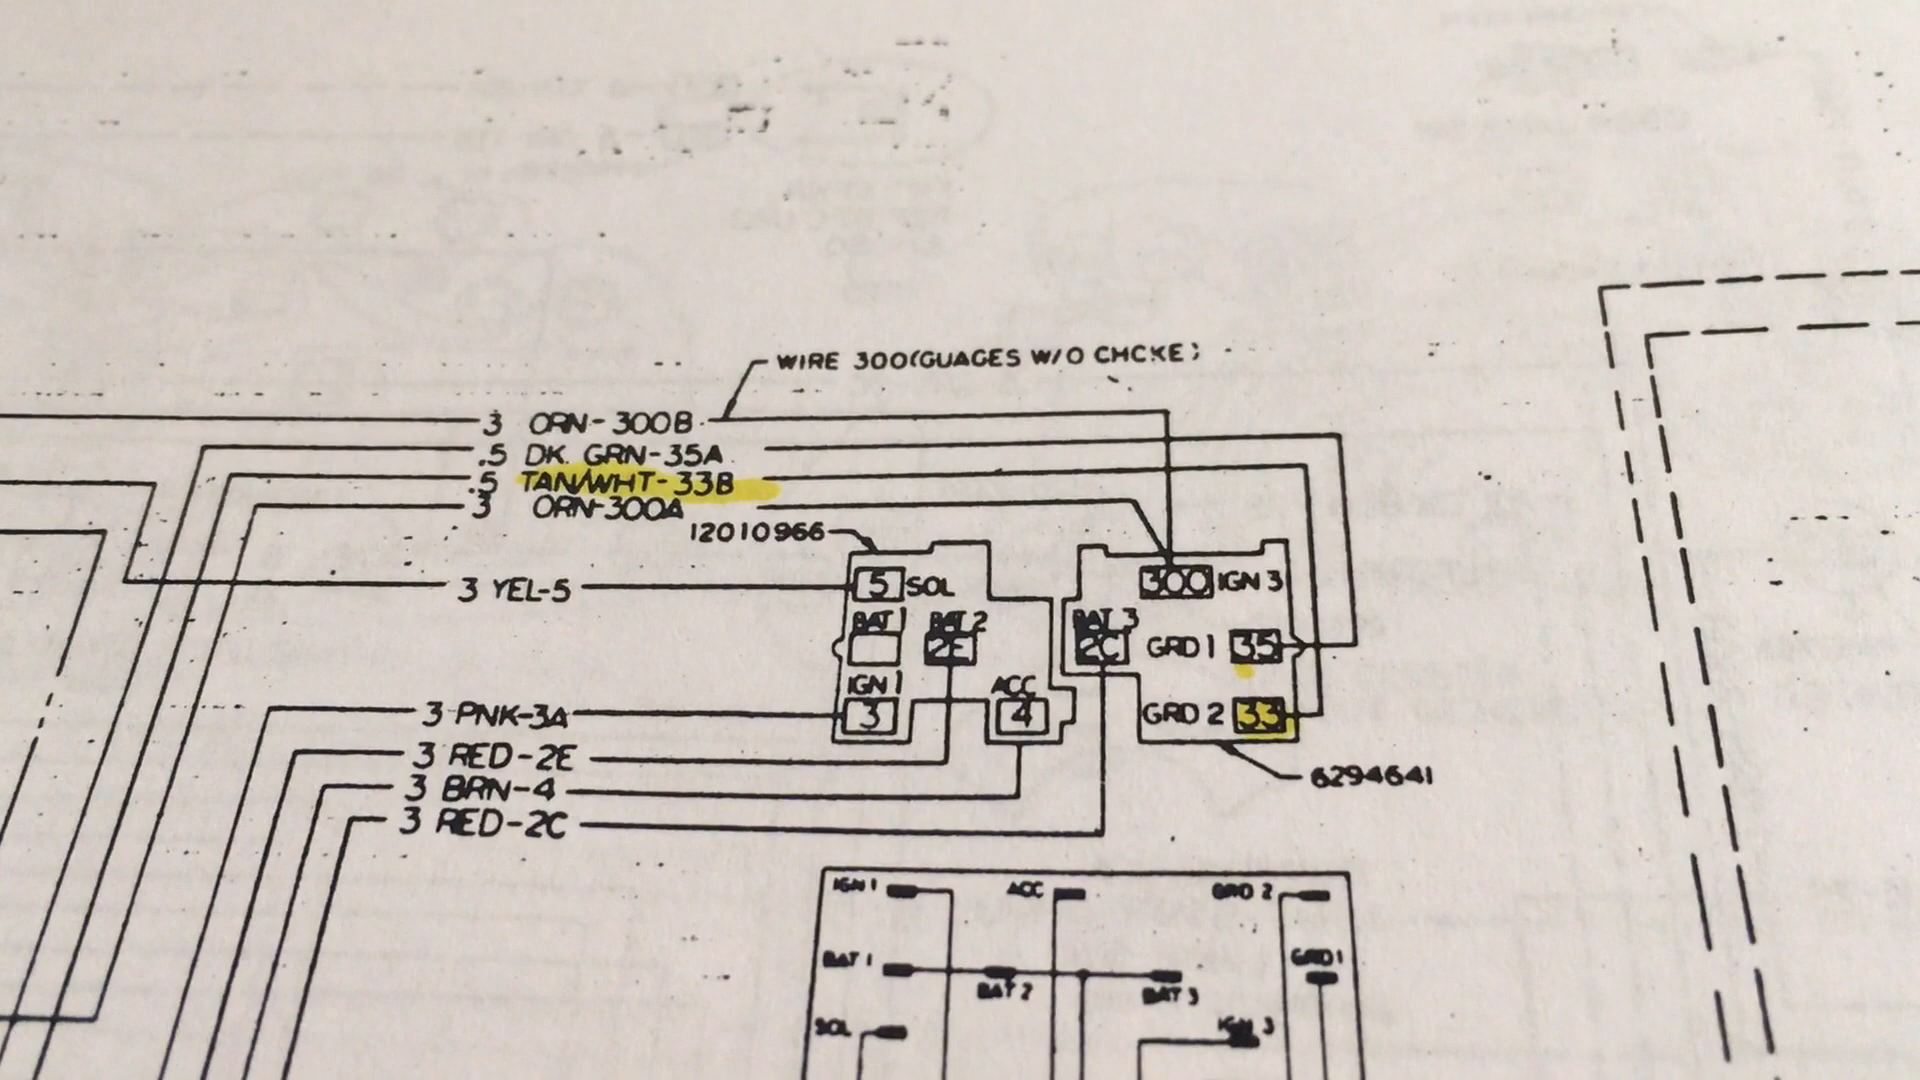 WIRE 300(GUAGES W/O CHCKE)
3 ORN-300B
.5 DK. GRN-35A
.5 TAN/WHT-33B
3 ORN-300A
12010966
3 YEL-5
5 SOL
300 IGN 3
BAT 1
BAT 2
2E
BAT 3
2C
GRD 1 35
IGN 1
3
ACC
4
GRD 2 33
3 PNK-3A
3 RED-2E
3 BRN-4
3 RED-2C
6294641
IGN 1
ACC
GRD 2
BAT 1
BAT 2
BAT 3
GRD 1
SOL
IGN 3